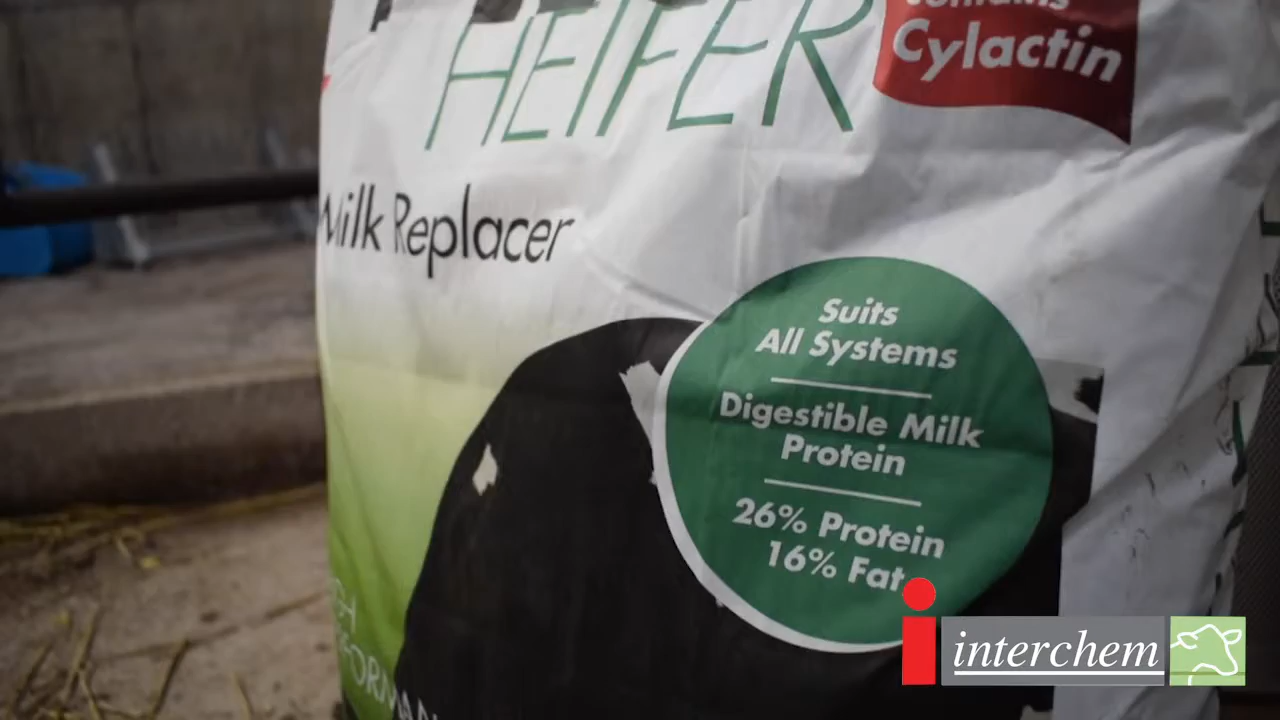 HEIFER
Cylactin
Milk Replacer
Suits
All Systems
Digestible Milk
Protein
26% Protein
16% Fat
interchem